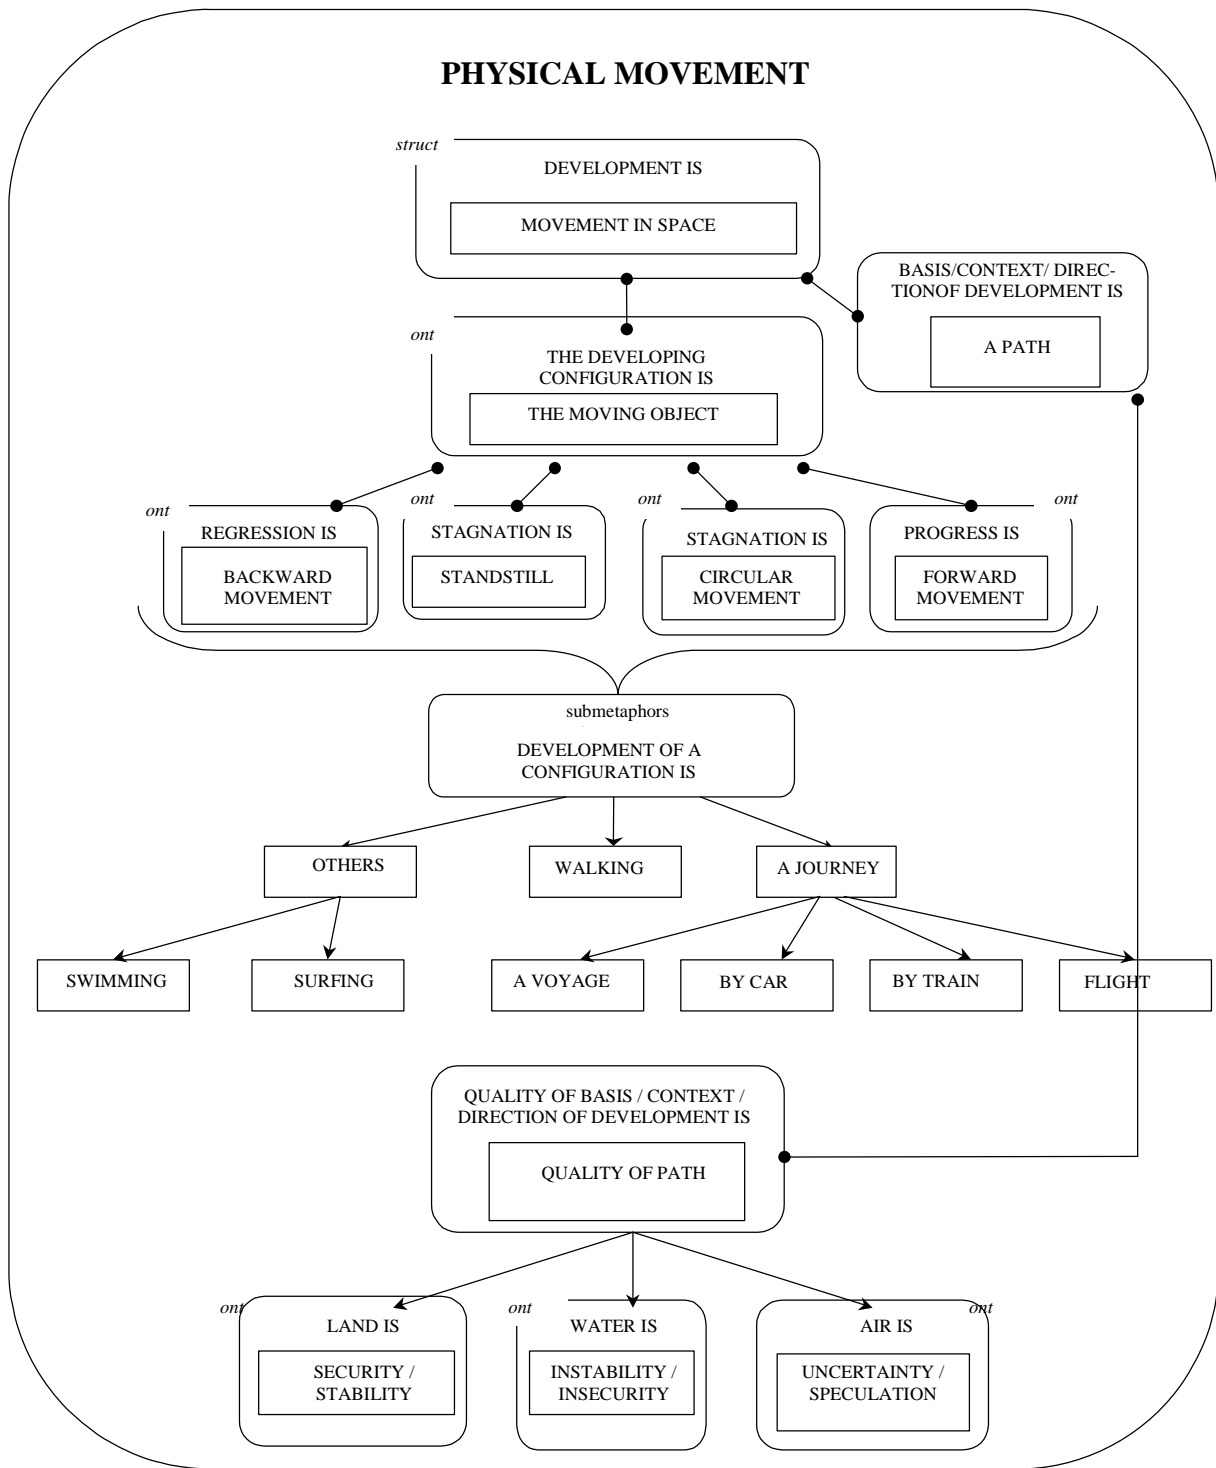 PHYSICAL MOVEMENT
struct
DEVELOPMENT IS
MOVEMENT IN SPACE
BASIS/CONTEXT/ DIREC-
TIONOF DEVELOPMENT IS
A PATH
ont
THE DEVELOPING
CONFIGURATION IS
THE MOVING OBJECT
ont
REGRESSION IS
BACKWARD
MOVEMENT
ont
STAGNATION IS
STANDSTILL
ont
STAGNATION IS
CIRCULAR
MOVEMENT
ont
PROGRESS IS
FORWARD
MOVEMENT
submetaphors
DEVELOPMENT OF A
CONFIGURATION IS
OTHERS
WALKING
A JOURNEY
SWIMMING
SURFING
A VOYAGE
BY CAR
BY TRAIN
FLIGHT
QUALITY OF BASIS / CONTEXT /
DIRECTION OF DEVELOPMENT IS
QUALITY OF PATH
ont
LAND IS
SECURITY /
STABILITY
ont
WATER IS
INSTABILITY /
INSECURITY
ont
AIR IS
UNCERTAINTY /
SPECULATION